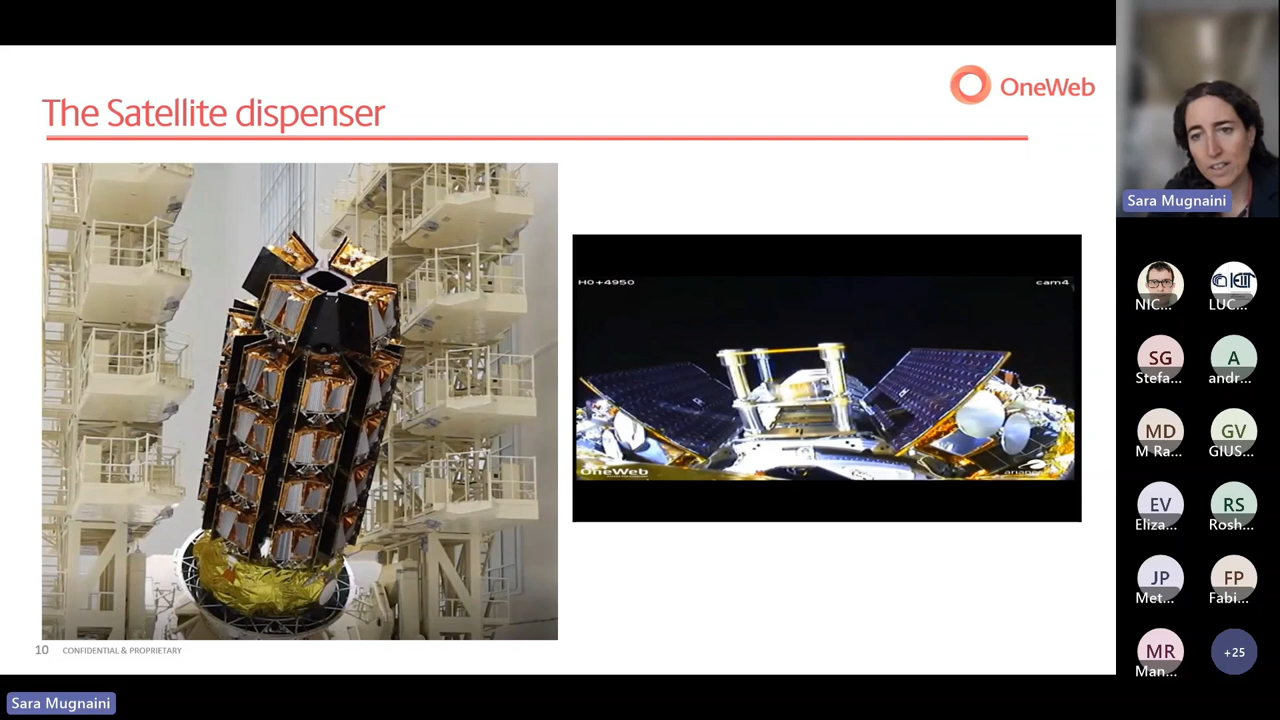 The Satellite dispenser
OneWeb
H0+4950
cam4
OneWeb
10 CONFIDENTIAL & PROPRIETARY
Sara Mugnaini
Sara Mugnaini
NIC...
LUC...
SG
Stefa...
A
andr...
MD
M Ra...
GV
GIUS...
EV
Eliza...
RS
Rosh...
JP
Met...
FP
Fabi...
MR
Man...
+25